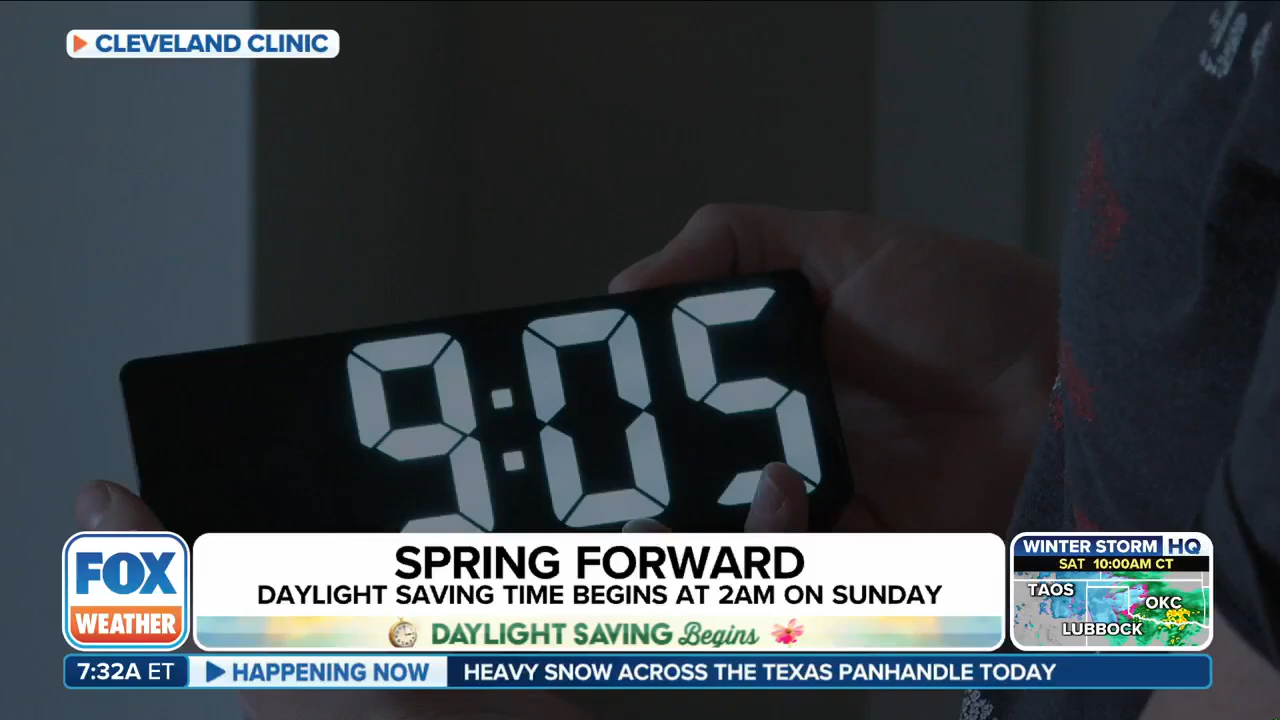 CLEVELAND CLINIC
9:05
SPRING FORWARD
DAYLIGHT SAVING TIME BEGINS AT 2AM ON SUNDAY
DAYLIGHT SAVING Begins
FOX
WEATHER
WINTER STORM HQ
SAT 10:00AM CT
TAOS
OKC
LUBBOCK
7:32A ET
HAPPENING NOW
HEAVY SNOW ACROSS THE TEXAS PANHANDLE TODAY